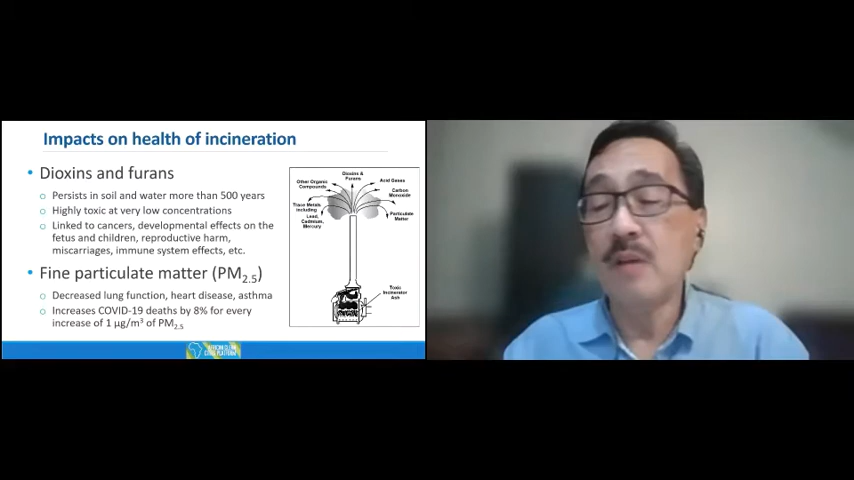 Impacts on health of incineration
• Dioxins and furans
o Persists in soil and water more than 500 years
o Highly toxic at very low concentrations
o Linked to cancers, developmental effects on the
fetus and children, reproductive harm,
miscarriages, immune system effects, etc.
• Fine particulate matter (PM2.5)
o Decreased lung function, heart disease, asthma
o Increases COVID-19 deaths by 8% for every
increase of 1 µg/m³ of PM2.5
Dioxins &
Furans
Other Organic
Compounds
Acid Gases
Carbon
Monoxide
Trace Metals
including
Lead,
Cadmium,
Mercury
Particulate
Matter
Toxic
Incinerator
Ash
AFRICAN CLEAN
CITIES PLATFORM